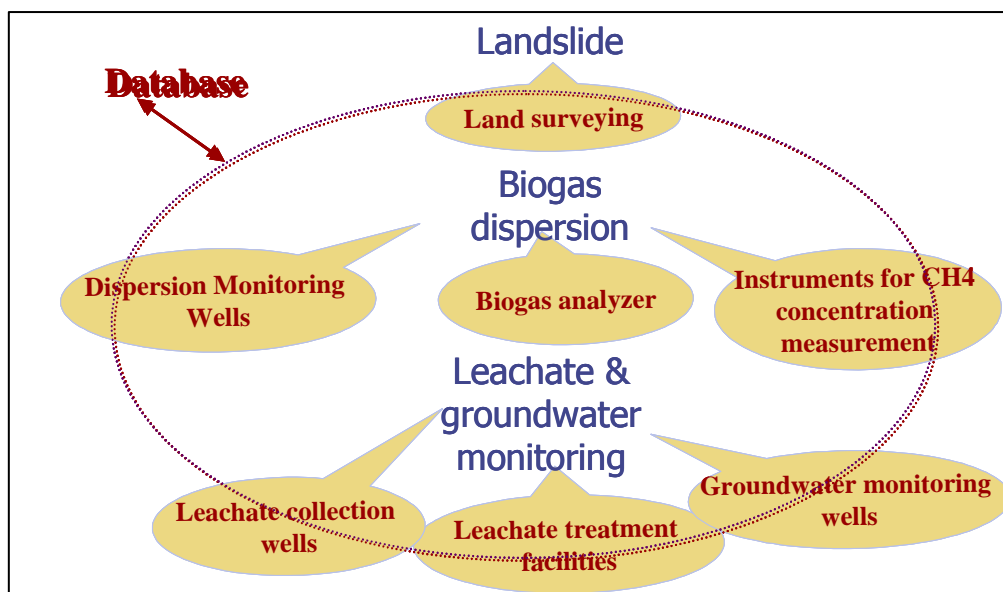 Landslide
Database
Land surveying
Biogas
dispersion
Dispersion Monitoring
Wells
Biogas analyzer
Instruments for CH4
concentration
measurement
Leachate &
groundwater
monitoring
Leachate collection
wells
Leachate treatment
facilities
Groundwater monitoring
wells